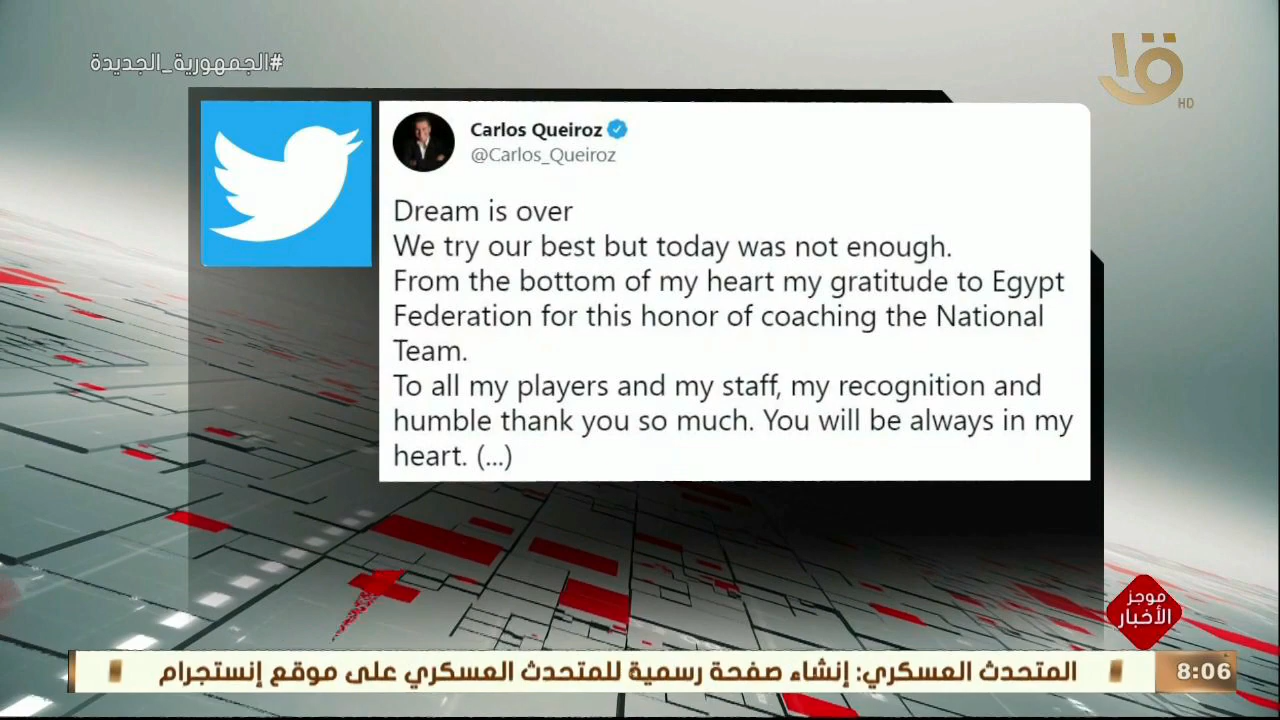 #الجمهورية_الجديدة
HD
Carlos Queiroz
@Carlos_Queiroz
Dream is over
We try our best but today was not enough.
From the bottom of my heart my gratitude to Egypt
Federation for this honor of coaching the National
Team.
To all my players and my staff, my recognition and
humble thank you so much. You will be always in my
heart. (...)
موجز
الأخبار
المتحدث العسكري: إنشاء صفحة رسمية للمتحدث العسكري على موقع إنستجرام
8:06